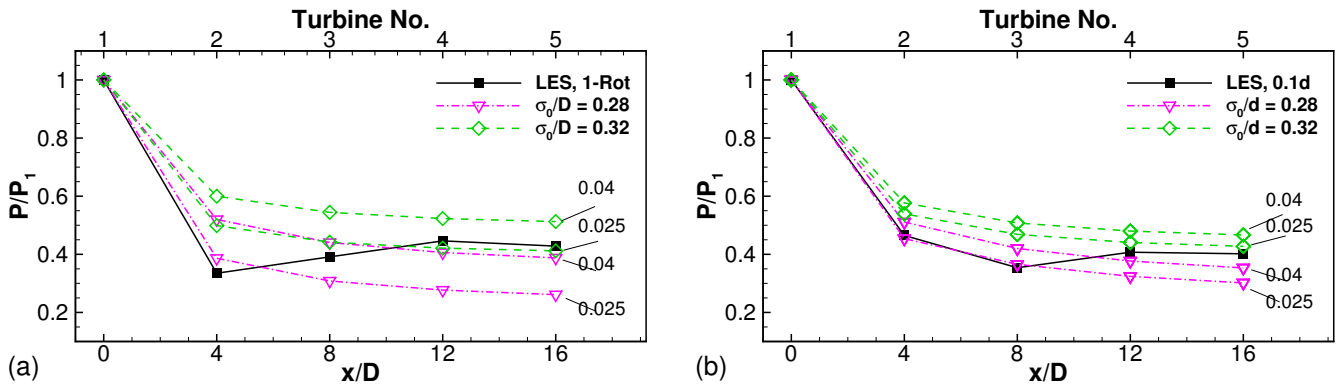 Turbine No.
1 2 3 4 5
P/P₁
1
0.8
0.6
0.4
0.2
LES, 1-Rot
σ₀/D = 0.28
σ₀/D = 0.32
0.04
0.025
0.04
0.025
0 4 8 12 16
x/D
(a)
Turbine No.
1 2 3 4 5
P/P₁
1
0.8
0.6
0.4
0.2
LES, 0.1d
σ₀/d = 0.28
σ₀/d = 0.32
0.04
0.025
0.04
0.025
0 4 8 12 16
x/D
(b)